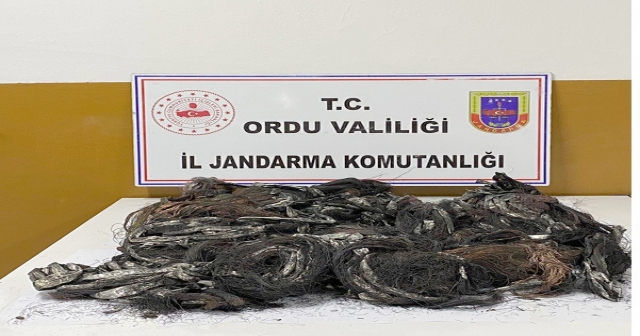 T.C.
ORDU VALİLİĞİ
İL JANDARMA KOMUTANLIĞI